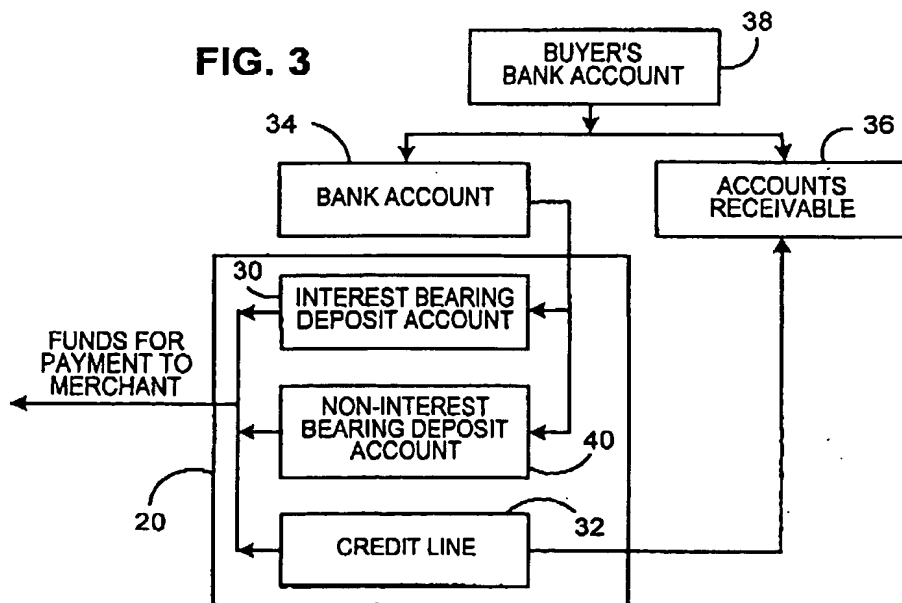 FIG. 3
38
BUYER'S
BANK ACCOUNT
34
36
BANK ACCOUNT
ACCOUNTS
RECEIVABLE
30
INTEREST BEARING
DEPOSIT ACCOUNT
FUNDS FOR
PAYMENT TO
MERCHANT
NON-INTEREST
BEARING DEPOSIT
ACCOUNT
40
20
32
CREDIT LINE